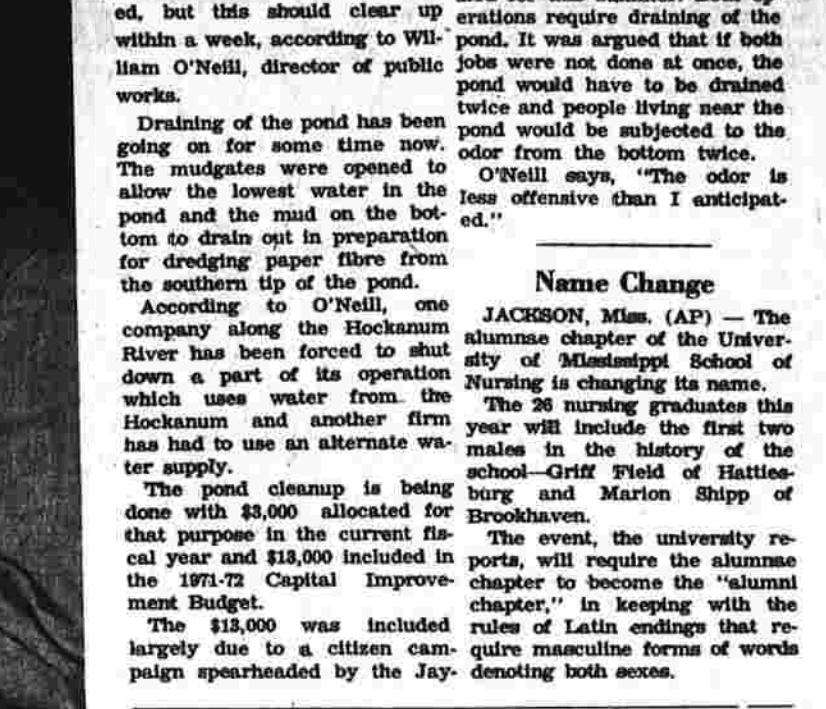 ed, but this should clear up
within a week, according to Wil-
liam O'Neill, director of public
works.
Draining of the pond has been
going on for some time now.
The mudgates were opened to
allow the lowest water in the
pond and the mud on the bot-
tom to drain out in preparation
for dredging paper fibre from
the southern tip of the pond.
According to O'Neill, one
company along the Hockanum
River has been forced to shut
down a part of its operation
which uses water from the
Hockanum and another firm
has had to use an alternate wa-
ter supply.
The pond cleanup is being
done with $3,000 allocated for
that purpose in the current fis-
cal year and $13,000 included in
the 1971-72 Capital Improve-
ment Budget.
The $13,000 was included
largely due to a citizen cam-
paign spearheaded by the Jay-
erations require draining of the
pond. It was argued that if both
jobs were not done at once, the
pond would have to be drained
twice and people living near the
pond would be subjected to the
odor from the bottom twice.
O'Neill says, "The odor is
less offensive than I anticipat-
ed."
Name Change
JACKSON, Miss. (AP) — The
alumnae chapter of the Univer-
sity of Mississippi School of
Nursing is changing its name.
The 26 nursing graduates this
year will include the first two
males in the history of the
school—Griff Field of Hatties-
burg and Marion Shipp of
Brookhaven.
The event, the university re-
ports, will require the alumnae
chapter to become the "alumni
chapter," in keeping with the
rules of Latin endings that re-
quire masculine forms of words
denoting both sexes.